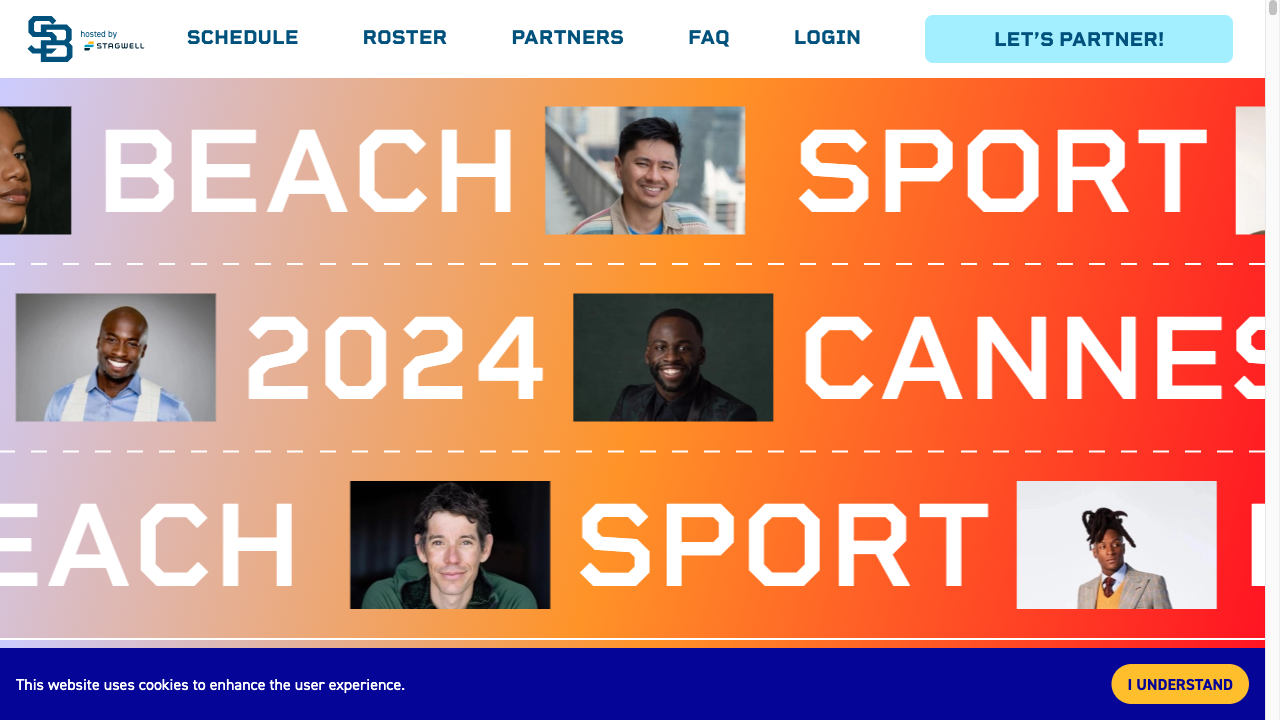 SB hosted by STAGWELL
SCHEDULE ROSTER PARTNERS FAQ LOGIN LET'S PARTNER!
BEACH SPORT
2024 CANNES
EACH SPORT
This website uses cookies to enhance the user experience. I UNDERSTAND